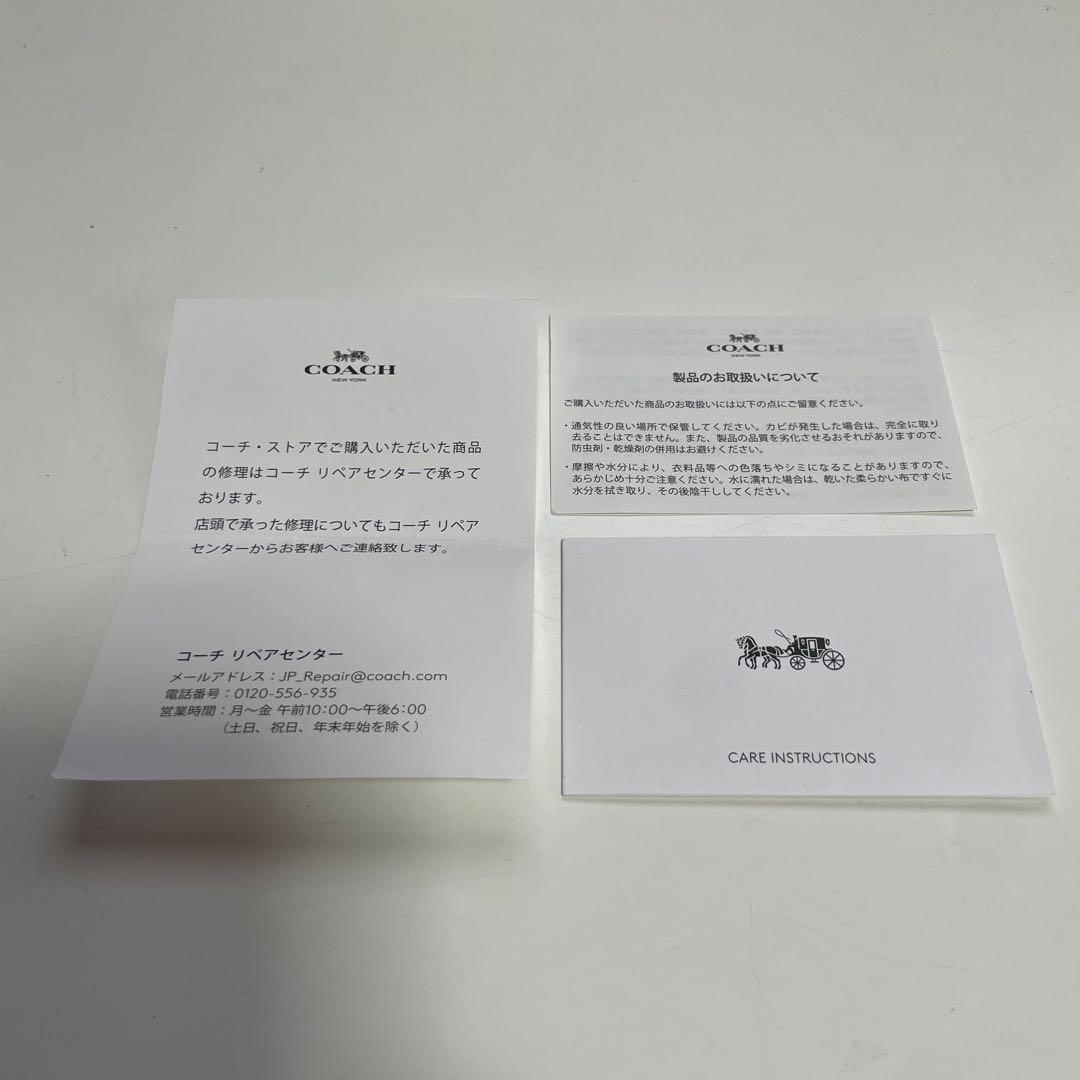 COACH
NEW YORK
コーチ・ストアでご購入いただいた商品
の修理はコーチ リペアセンターで承って
おります。
店頭で承った修理についてもコーチ リペア
センターからお客様へご連絡致します。
コーチ リペアセンター
メールアドレス：JP_Repair@coach.com
電話番号：0120-556-935
営業時間：月～金 午前10:00～午後6:00
（土日、祝日、年末年始を除く）
COACH
NEW YORK
製品のお取扱いについて
ご購入いただいた商品のお取扱いには以下の点にご留意ください。
・通気性の良い場所で保管してください。カビが発生した場合は、完全に取り
去ることはできません。また、製品の品質を劣化させるおそれがありますので、
防虫剤・乾燥剤の併用はお避けください。
・摩擦や水分により、衣料品等への色落ちやシミになることがありますので、
あらかじめ十分ご注意ください。水に濡れた場合は、乾いた柔らかい布ですぐに
水分を拭き取り、その後陰干ししてください。
CARE INSTRUCTIONS